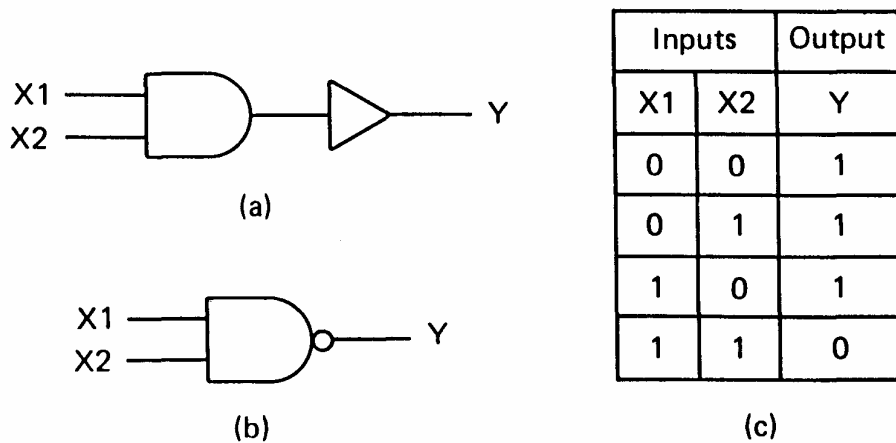 X1
X2
Y
(a)
X1
X2
Y
(b)
Inputs Output
X1 X2 Y
0 0 1
0 1 1
1 0 1
1 1 0
(c)